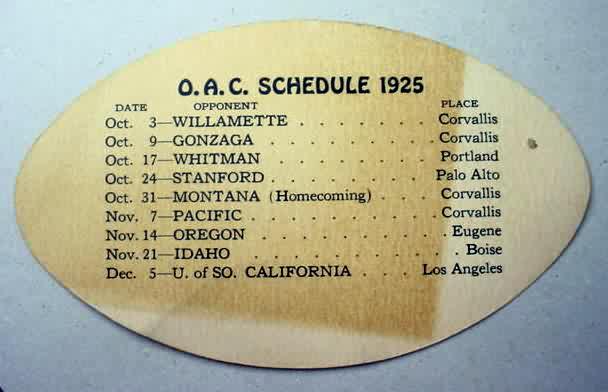 O. A. C. SCHEDULE 1925
DATE OPPONENT PLACE
Oct. 3—WILLAMETTE . . . . . . . Corvallis
Oct. 9—GONZAGA . . . . . . . . . Corvallis
Oct. 17—WHITMAN . . . . . . . . . Portland
Oct. 24—STANFORD . . . . . . . . . Palo Alto
Oct. 31—MONTANA (Homecoming) . . . Corvallis
Nov. 7—PACIFIC . . . . . . . . . . Corvallis
Nov. 14—OREGON . . . . . . . . . . Eugene
Nov. 21—IDAHO . . . . . . . . . . . Boise
Dec. 5—U. of SO. CALIFORNIA . . . Los Angeles